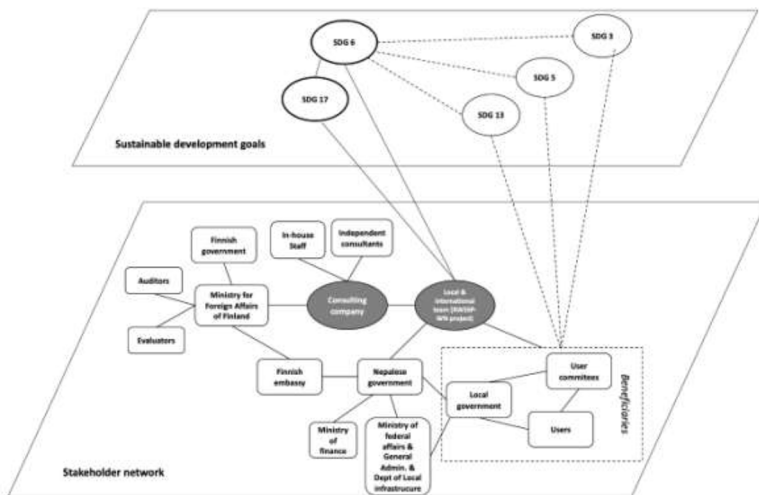 SDG 6
SDG 3
SDG 5
SDG 17
SDG 13
Sustainable development goals
Finnish
government
In-house
Staff
Independent
consultants
Auditors
Ministry for
Foreign Affairs
of Finland
Consulting
company
Local &
international
team (RWSSP-
WN project)
Evaluators
Finnish
embassy
Nepalese
government
User
commitees
Local
government
Users
Beneficiaries
Ministry
of
finance
Ministry of
federal
affairs &
General
Admin. &
Dept of Local
infrastrucure
Stakeholder network